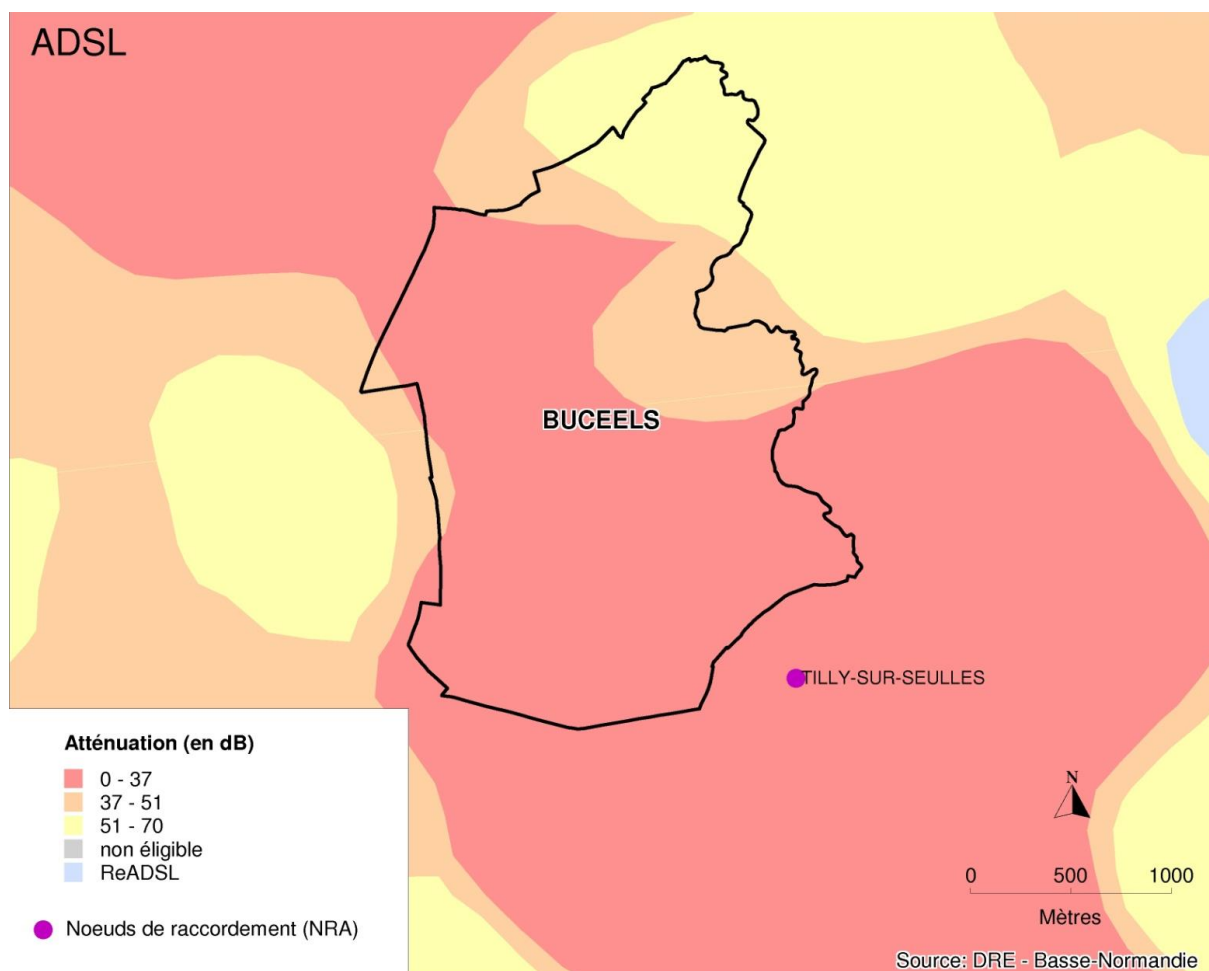 ADSL
BUCEELS
TILLY-SUR-SEULLES
Atténuation (en dB)
0 - 37
37 - 51
51 - 70
non éligible
ReADSL
Noeuds de raccordement (NRA)
N
0 500 1000
Mètres
Source: DRE - Basse-Normandie